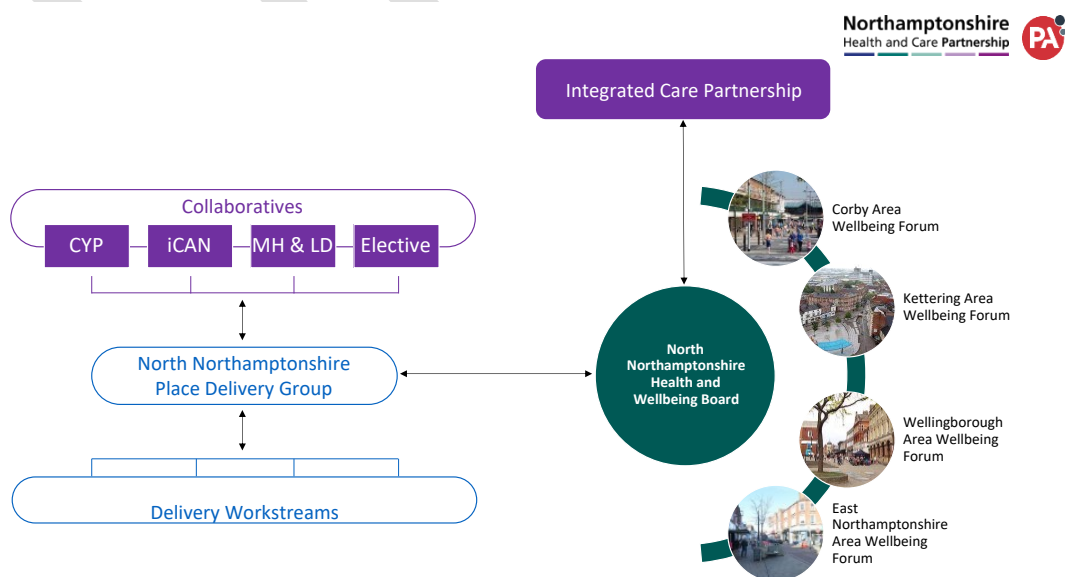 Northamptonshire
Health and Care Partnership
PA
Integrated Care Partnership
Collaboratives
CYP
iCAN
MH & LD
Elective
North Northamptonshire
Place Delivery Group
Delivery Workstreams
North
Northamptonshire
Health and
Wellbeing Board
Corby Area
Wellbeing Forum
Kettering Area
Wellbeing Forum
Wellingborough
Area Wellbeing
Forum
East
Northamptonshire
Area Wellbeing
Forum